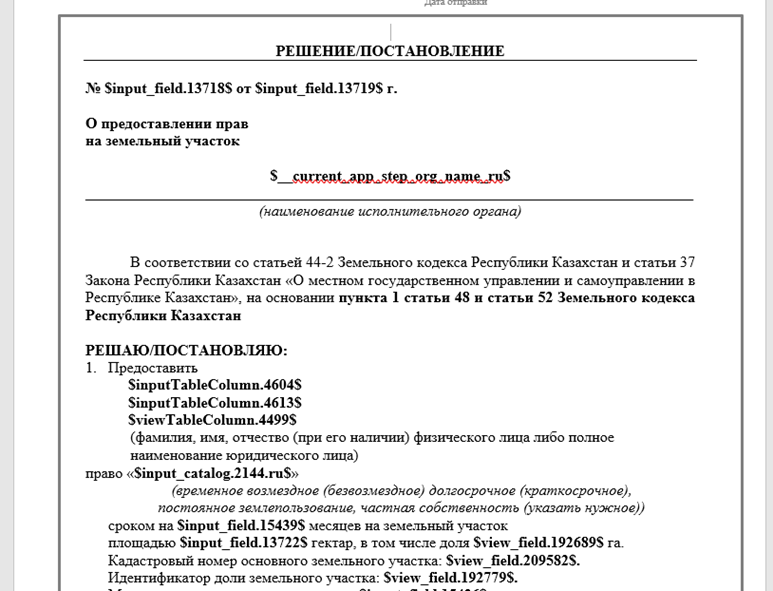 Дата отправки
РЕШЕНИЕ/ПОСТАНОВЛЕНИЕ
№ $input_field.13718$ от $input_field.13719$ г.
О предоставлении прав
на земельный участок
$__current_app_step_org_name_ru$
(наименование исполнительного органа)
В соответствии со статьей 44-2 Земельного кодекса Республики Казахстан и статьи 37
Закона Республики Казахстан «О местном государственном управлении и самоуправлении в
Республике Казахстан», на основании пункта 1 статьи 48 и статьи 52 Земельного кодекса
Республики Казахстан
РЕШАЮ/ПОСТАНОВЛЯЮ:
1. Предоставить
$inputTableColumn.4604$
$inputTableColumn.4613$
$viewTableColumn.4499$
(фамилия, имя, отчество (при его наличии) физического лица либо полное
наименование юридического лица)
право «$input_catalog.2144.ru$»
(временное возмездное (безвозмездное) долгосрочное (краткосрочное),
постоянное землепользование, частная собственность (указать нужное))
сроком на $input_field.15439$ месяцев на земельный участок
площадью $input_field.13722$ гектар, в том числе доля $view_field.192689$ га.
Кадастровый номер основного земельного участка: $view_field.209582$.
Идентификатор доли земельного участка: $view_field.192779$.